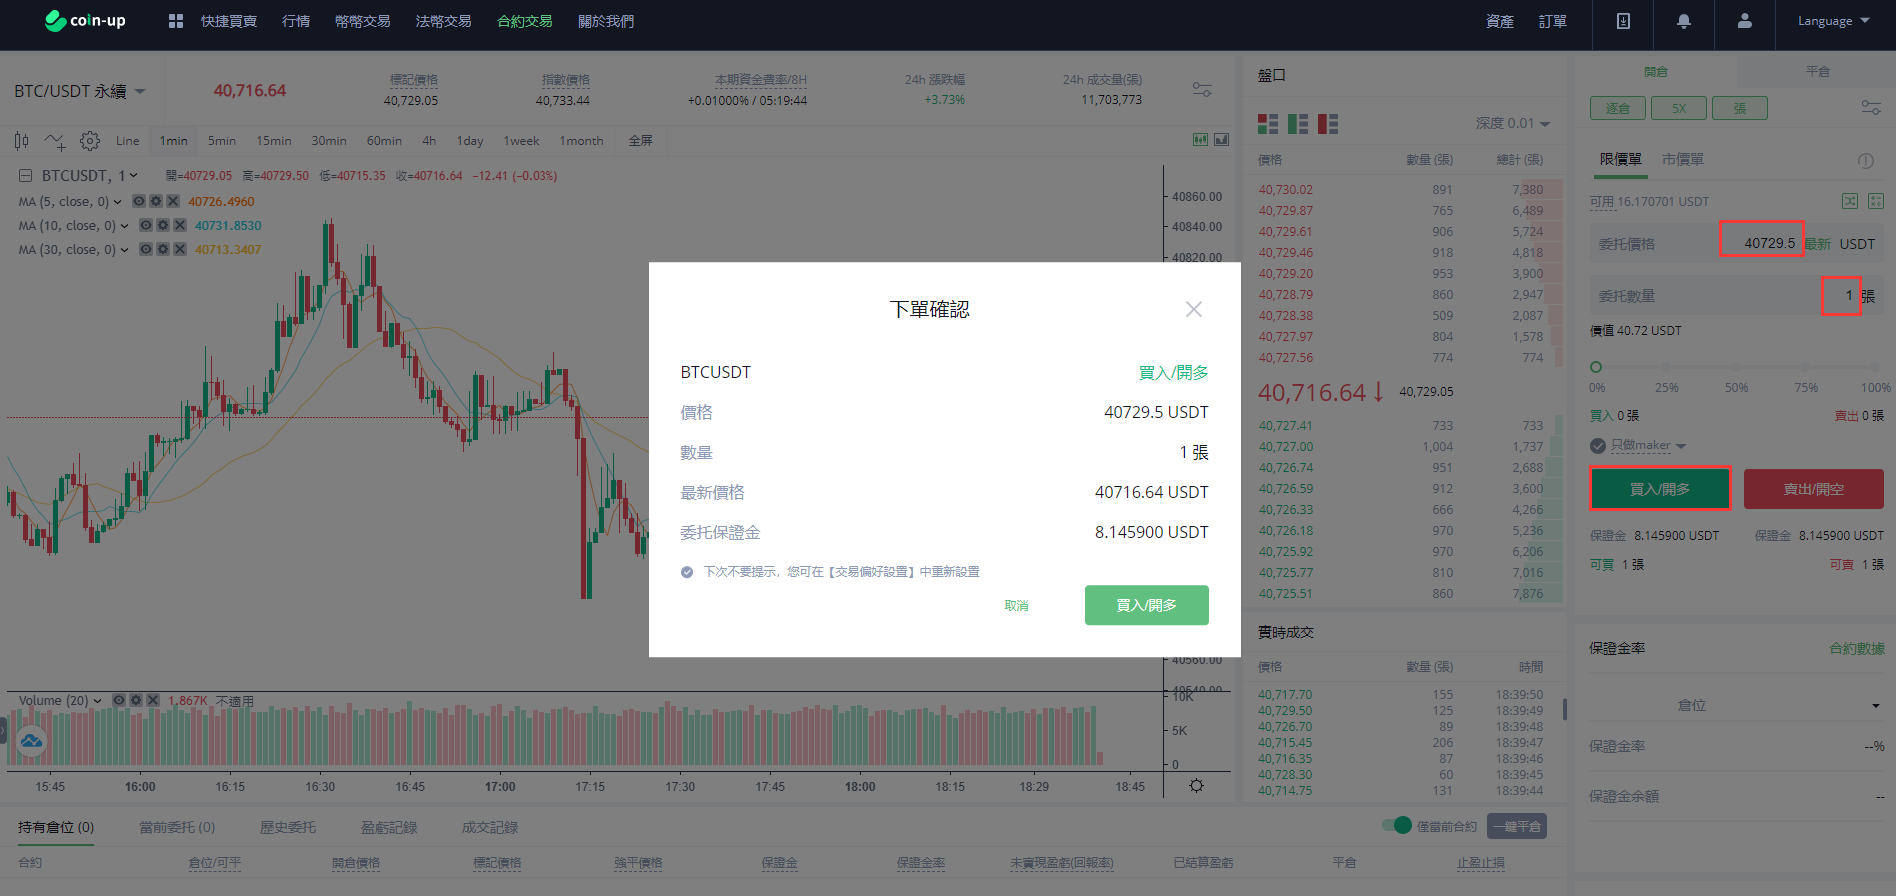 coin-up 快捷買賣 行情 幣幣交易 法幣交易 合約交易 關於我們 資產 訂單 Language
BTC/USDT 永續 40,716.64 標記價格 40,729.05 指數價格 40,733.44 本期資金費率/8H +0.01000% / 05:19:44 24h 漲跌幅 +3.73% 24h 成交量(張) 11,703,773
Line 1min 5min 15min 30min 60min 4h 1day 1week 1month 全屏
BTCUSDT, 1 開=40729.05 高=40729.50 低=40715.35 收=40716.64 −12.41 (−0.03%)
MA (5, close, 0) 40726.4960
MA (10, close, 0) 40731.8530
MA (30, close, 0) 40713.3407
40860.00
40840.00
40820.00
40560.00
40540.00
Volume (20) 1.867K 不適用
10K
5K
0
15:45 16:00 16:15 16:30 16:45 17:00 17:15 17:30 17:45 18:00 18:15 18:29 18:45
下單確認
BTCUSDT 買入/開多
價格 40729.5 USDT
數量 1 張
最新價格 40716.64 USDT
委托保證金 8.145900 USDT
下次不要提示，您可在【交易偏好設置】中重新設置
取消 買入/開多
盤口
深度 0.01
價格 數量 (張) 總計 (張)
40,730.02 891 7,380
40,729.87 765 6,489
40,729.61 906 5,724
40,729.46 918 4,818
40,729.20 953 3,900
40,728.79 860 2,947
40,728.38 509 2,087
40,727.97 804 1,578
40,727.56 774 774
40,716.64 40,729.05
40,727.41 733 733
40,727.00 1,004 1,737
40,726.74 951 2,688
40,726.59 912 3,600
40,726.33 666 4,266
40,726.18 970 5,236
40,725.92 970 6,206
40,725.77 810 7,016
40,725.51 860 7,876
實時成交
價格 數量 (張) 時間
40,717.70 155 18:39:50
40,729.50 125 18:39:49
40,726.70 89 18:39:48
40,715.45 206 18:39:47
40,716.35 87 18:39:46
40,728.30 60 18:39:45
40,714.75 131 18:39:44
開倉 平倉
逐倉 5X 張
限價單 市價單
可用 16.170701 USDT
委托價格 40729.5 最新 USDT
委托數量 1 張
價值 40.72 USDT
0% 25% 50% 75% 100%
買入 0 張 賣出 0 張
只做maker
買入/開多 賣出/開空
保證金 8.145900 USDT 保證金 8.145900 USDT
可買 1 張 可賣 1 張
保證金率 合約數據
倉位
保證金率 --%
保證金余額 --
持有倉位 (0) 當前委托 (0) 歷史委托 盈虧記錄 成交記錄 僅當前合約 一鍵平倉
合約 倉位/可平 開倉價格 標記價格 強平價格 保證金 保證金率 未實現盈虧(回報率) 已結算盈虧 平倉 止盈止損